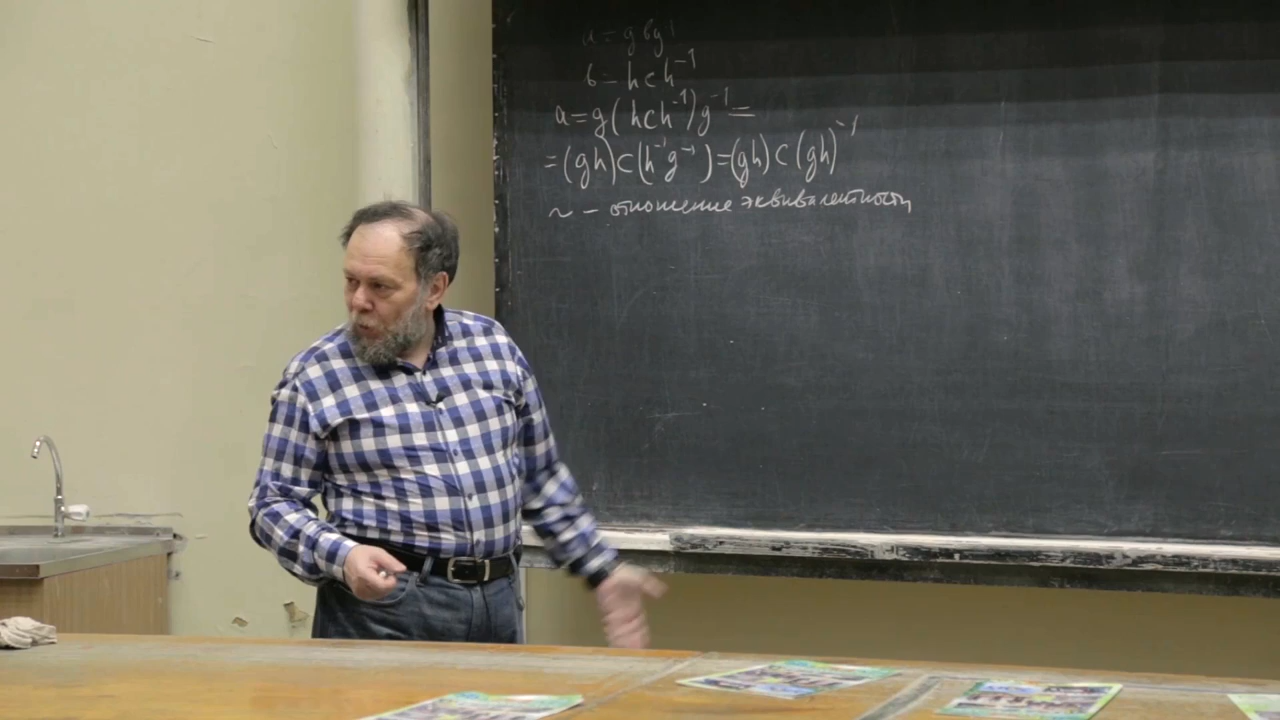 a = gbg⁻¹
b = hch⁻¹
a = g(hch⁻¹)g⁻¹ =
= (gh)c(h⁻¹g⁻¹) = (gh)c(gh)⁻¹
~ – отношение эквивалентности